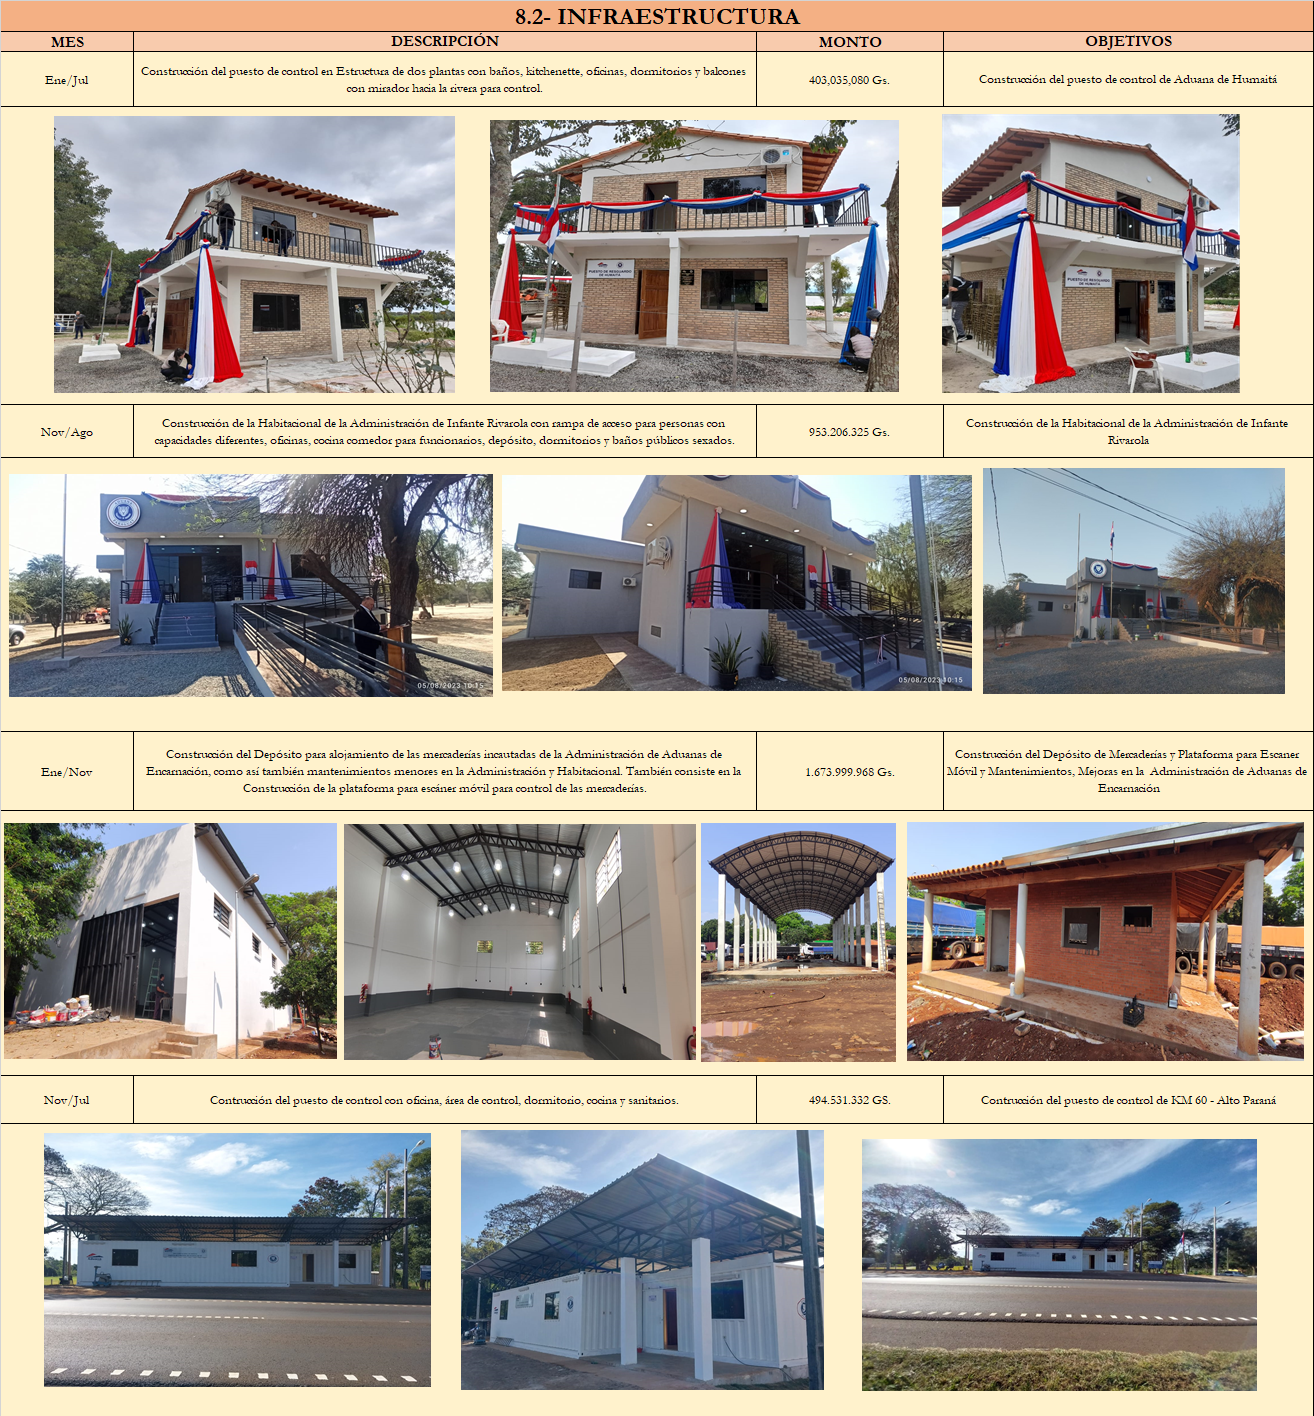 8.2- INFRAESTRUCTURA
MES
DESCRIPCIÓN
MONTO
OBJETIVOS
Ene/Jul
Construcción del puesto de control en Estructura de dos plantas con baños, kitchenette, oficinas, dormitorios y balcones
con mirador hacia la rivera para control.
403,035,080 Gs.
Construcción del puesto de control de Aduana de Humaitá
PUESTO DE RESGUARDO
DE HUMAITÁ
PUESTO DE RESGUARDO
DE HUMAITÁ
Nov/Ago
Construcción de la Habitacional de la Administración de Infante Rivarola con rampa de acceso para personas con
capacidades diferentes, oficinas, cocina comedor para funcionarios, depósito, dormitorios y baños públicos sexados.
953.206.325 Gs.
Construcción de la Habitacional de la Administración de Infante
Rivarola
05/08/2023 10:15
05/08/2023 10:15
Ene/Nov
Construcción del Depósito para alojamiento de las mercaderías incautadas de la Administración de Aduanas de
Encarnación, como así también mantenimientos menores en la Administración y Habitacional. También consiste en la
Construcción de la plataforma para escáner móvil para control de las mercaderías.
1.673.999.968 Gs.
Construcción del Depósito de Mercaderías y Plataforma para Escaner
Móvil y Mantenimientos, Mejoras en la Administración de Aduanas de
Encarnación
Nov/Jul
Contrucción del puesto de control con oficina, área de control, dormitorio, cocina y sanitarios.
494.531.332 GS.
Contrucción del puesto de control de KM 60 - Alto Paraná